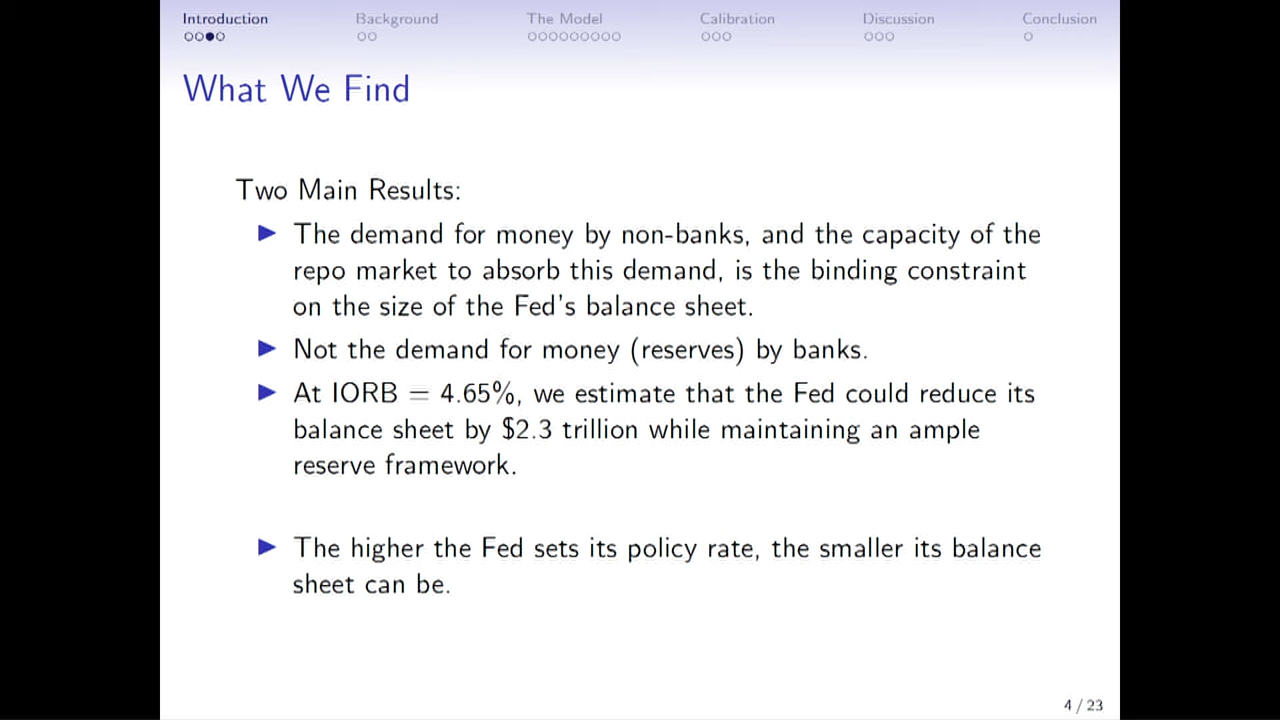 Introduction Background The Model Calibration Discussion Conclusion
What We Find
Two Main Results:
The demand for money by non-banks, and the capacity of the
repo market to absorb this demand, is the binding constraint
on the size of the Fed's balance sheet.
Not the demand for money (reserves) by banks.
At IORB = 4.65%, we estimate that the Fed could reduce its
balance sheet by $2.3 trillion while maintaining an ample
reserve framework.
The higher the Fed sets its policy rate, the smaller its balance
sheet can be.
4 / 23